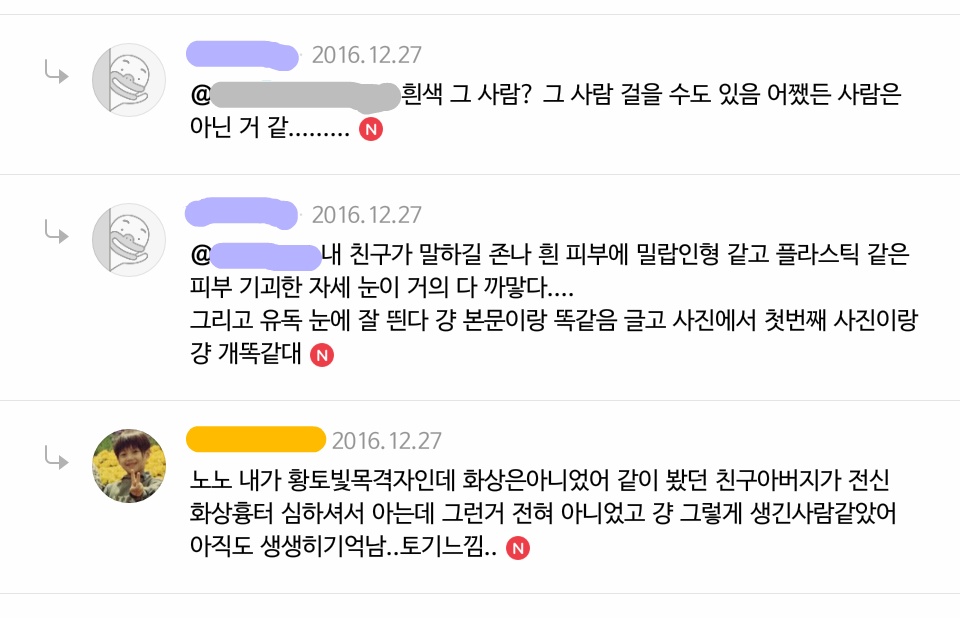 2016.12.27
@흰색 그 사람? 그 사람 걸을 수도 있음 어쨌든 사람은
아닌 거 같......... N
2016.12.27
@내 친구가 말하길 존나 흰 피부에 밀랍인형 같고 플라스틱 같은
피부 기괴한 자세 눈이 거의 다 까맣다....
그리고 유독 눈에 잘 띈다 걍 본문이랑 똑같음 글고 사진에서 첫번째 사진이랑
걍 개똑같대 N
2016.12.27
노노 내가 황토빛목격자인데 화상은아니었어 같이 봤던 친구아버지가 전신
화상흉터 심하셔서 아는데 그런거 전혀 아니었고 걍 그렇게 생긴사람같았어
아직도 생생히기억남..토기느낌.. N